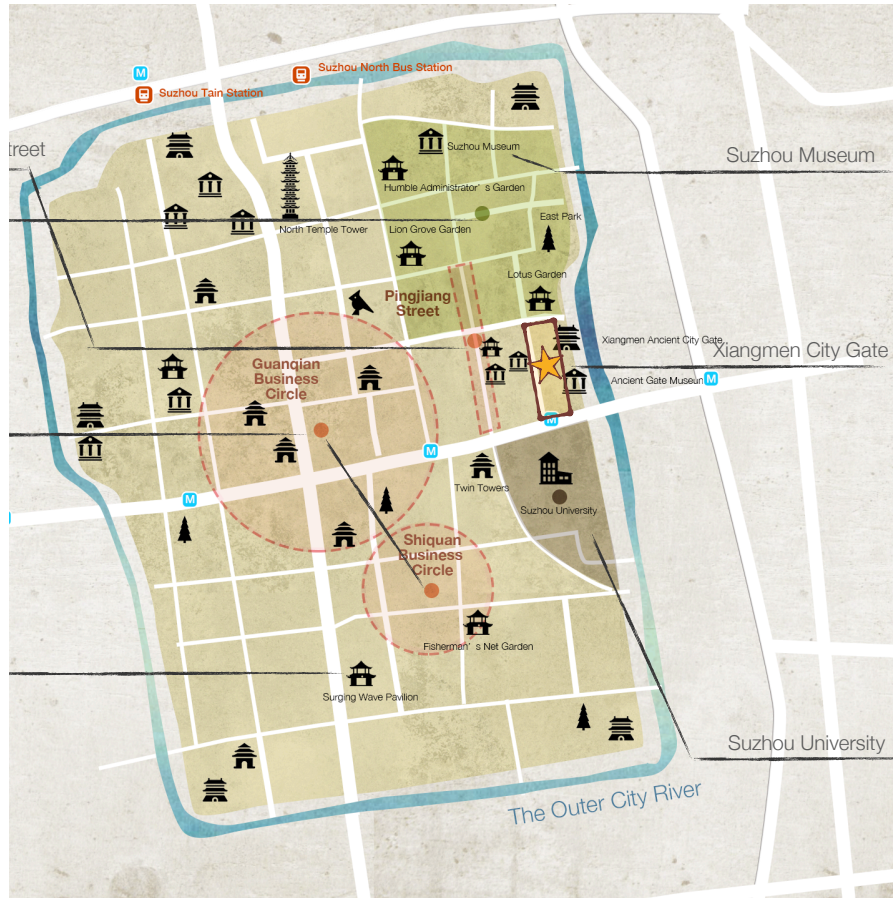 Suzhou North Bus Station
M
Suzhou Tain Station
treet
Suzhou Museum
Suzhou Museum
Humble Administrator’s Garden
East Park
North Temple Tower
Lion Grove Garden
Lotus Garden
Pingjiang
Street
Xiangmen Ancient City Gate
Xiangmen City Gate
Guanqian
Business
Circle
Ancient Gate Museun
M
M
M
Twin Towers
M
Suzhou University
Shiquan
Business
Circle
Fisherman’s Net Garden
Surging Wave Pavilion
Suzhou University
The Outer City River